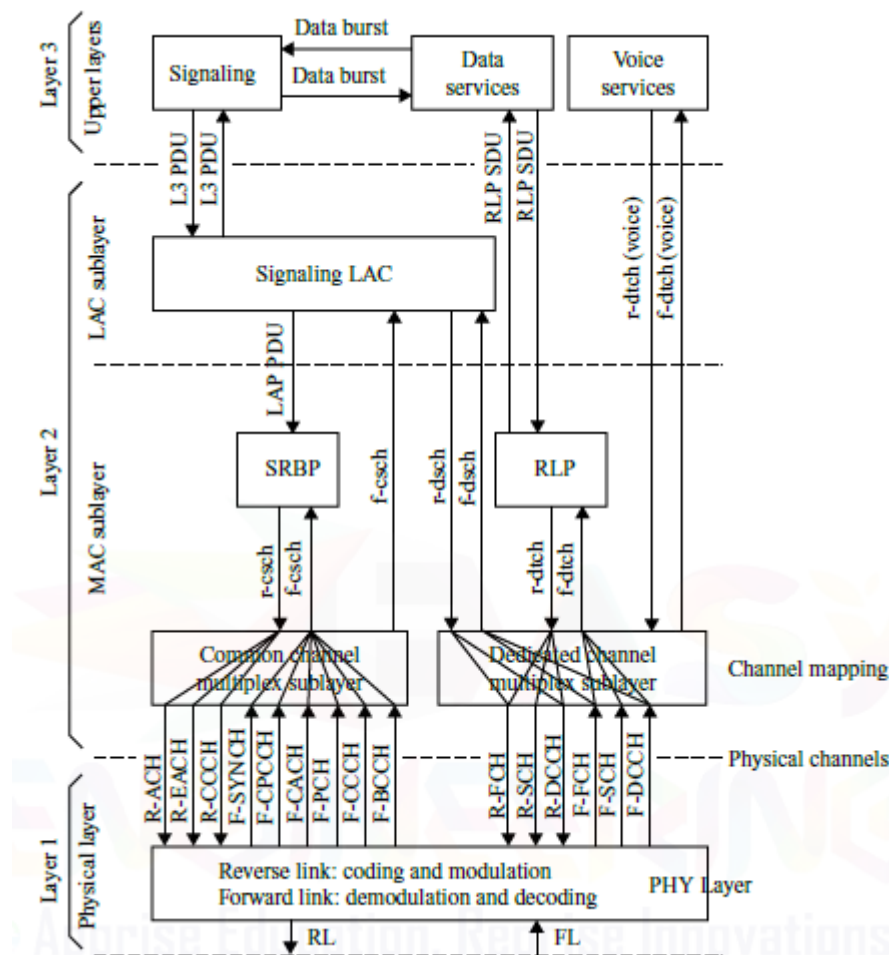 Layer 3
Upper layers
Signaling
Data burst
Data burst
Data
services
Voice
services
L3 PDU
L3 PDU
RLP SDU
RLP SDU
r-dtch (voice)
f-dtch (voice)
Layer 2
LAC sublayer
Signaling LAC
LAP PDU
MAC sublayer
SRBP
f-csch
r-dsch
f-dsch
RLP
r-csch
f-csch
r-dtch
f-dtch
Common channel
multiplex sublayer
Dedicated channel
multiplex sublayer
Channel mapping
Physical channels
R-ACH
R-EACH
R-CCCH
F-SYNCH
F-CPCCH
F-CACH
F-PCH
F-CCCH
F-BCCH
R-FCH
R-SCH
R-DCCH
F-FCH
F-SCH
F-DCCH
Layer 1
Physical layer
Reverse link: coding and modulation
Forward link: demodulation and decoding
PHY Layer
RL
FL